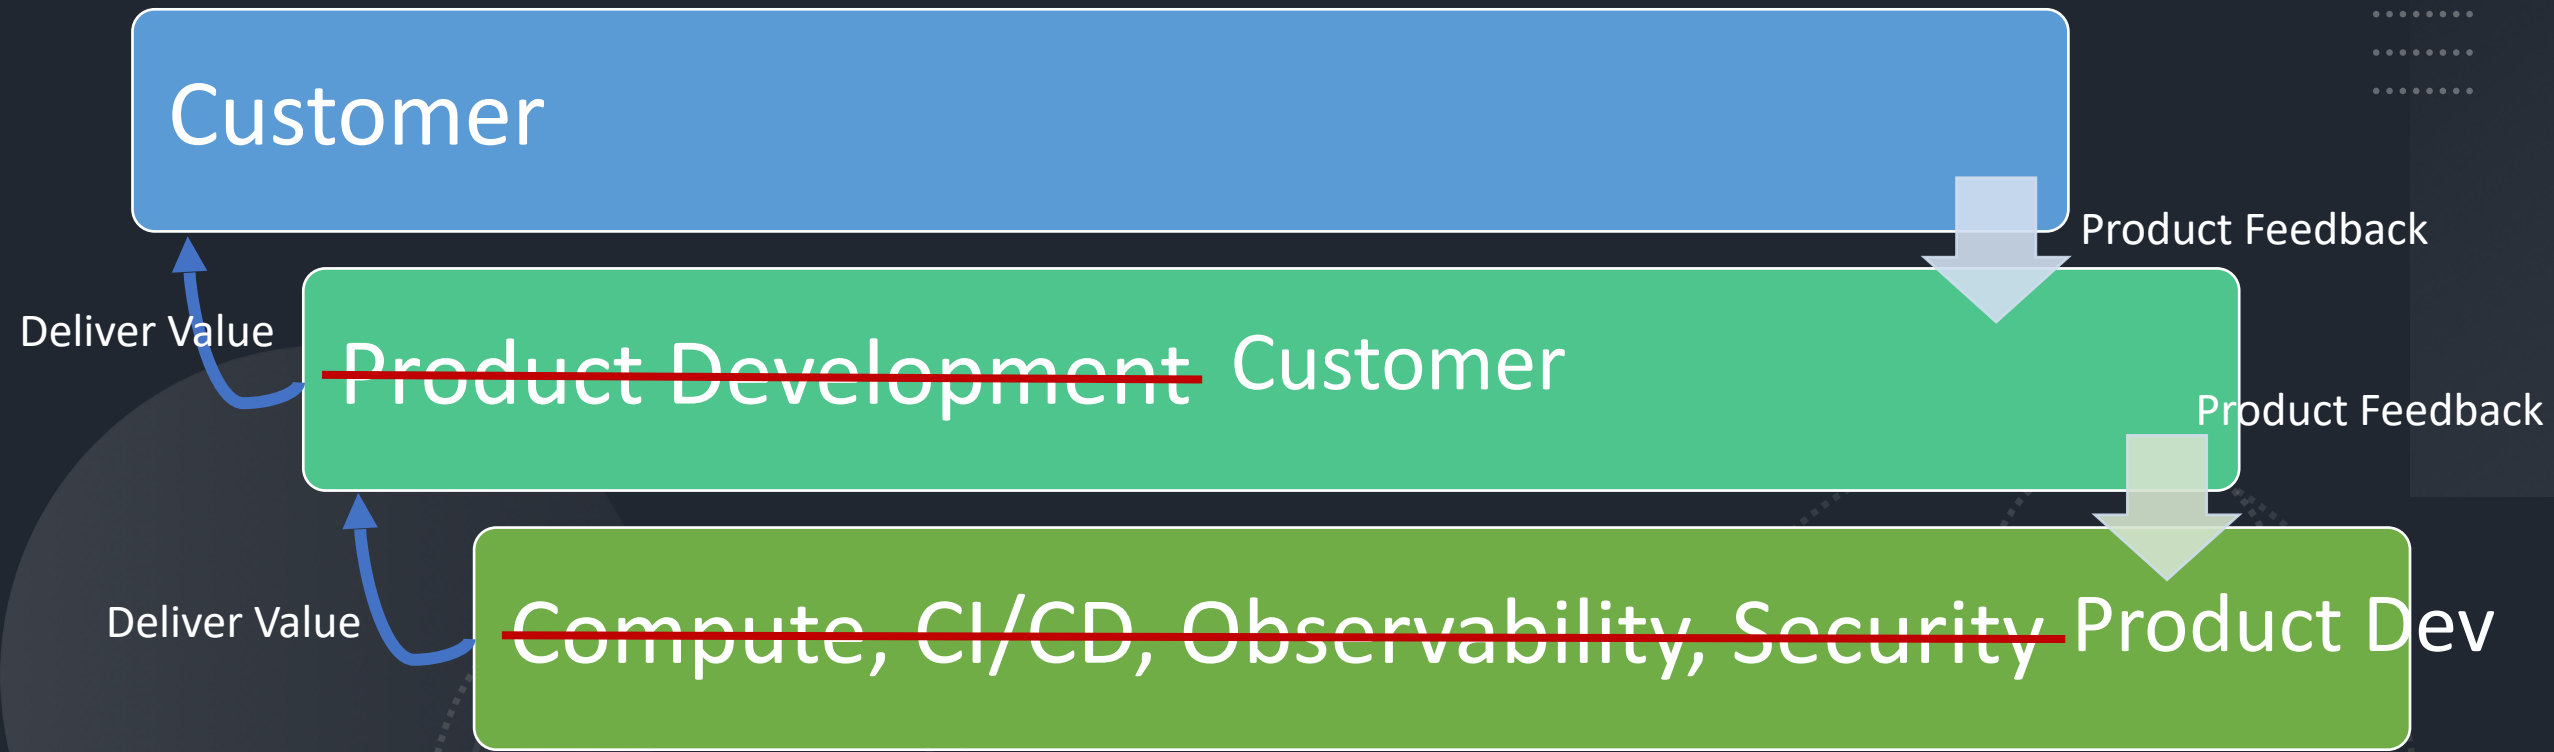 Customer
Product Feedback
Deliver Value
Product Development Customer
Product Feedback
Deliver Value
Compute, CI/CD, Observability, Security Product Dev